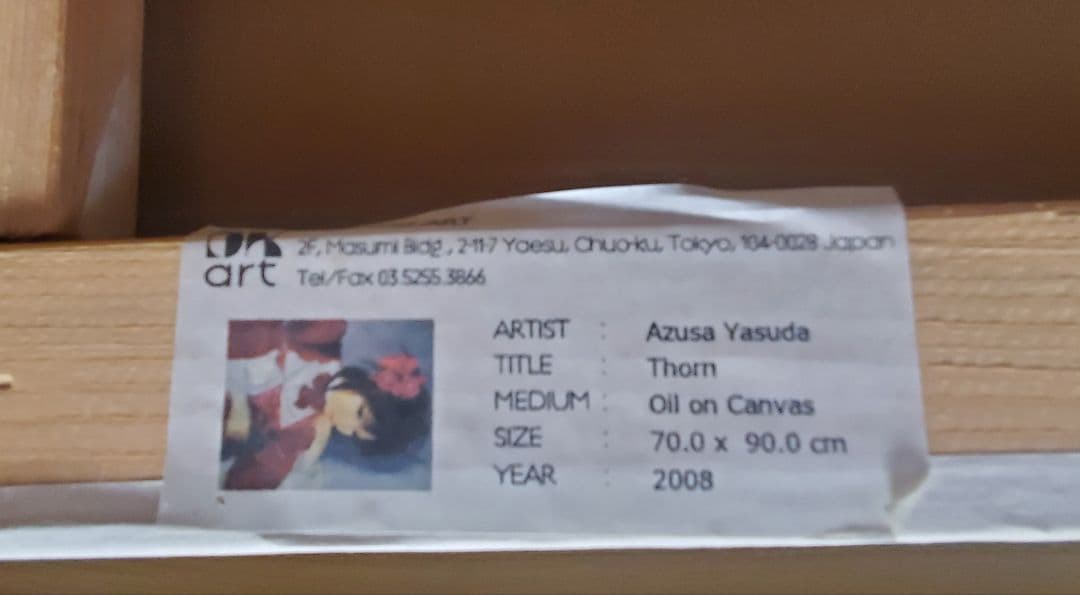 art
2F, Masumi Bldg., 2-11-7 Yaesu, Chuo-ku, Tokyo, 104-0028 Japan
Tel/Fax 03.5255.3866
ARTIST : Azusa Yasuda
TITLE : Thorn
MEDIUM : Oil on Canvas
SIZE : 70.0 x 90.0 cm
YEAR : 2008